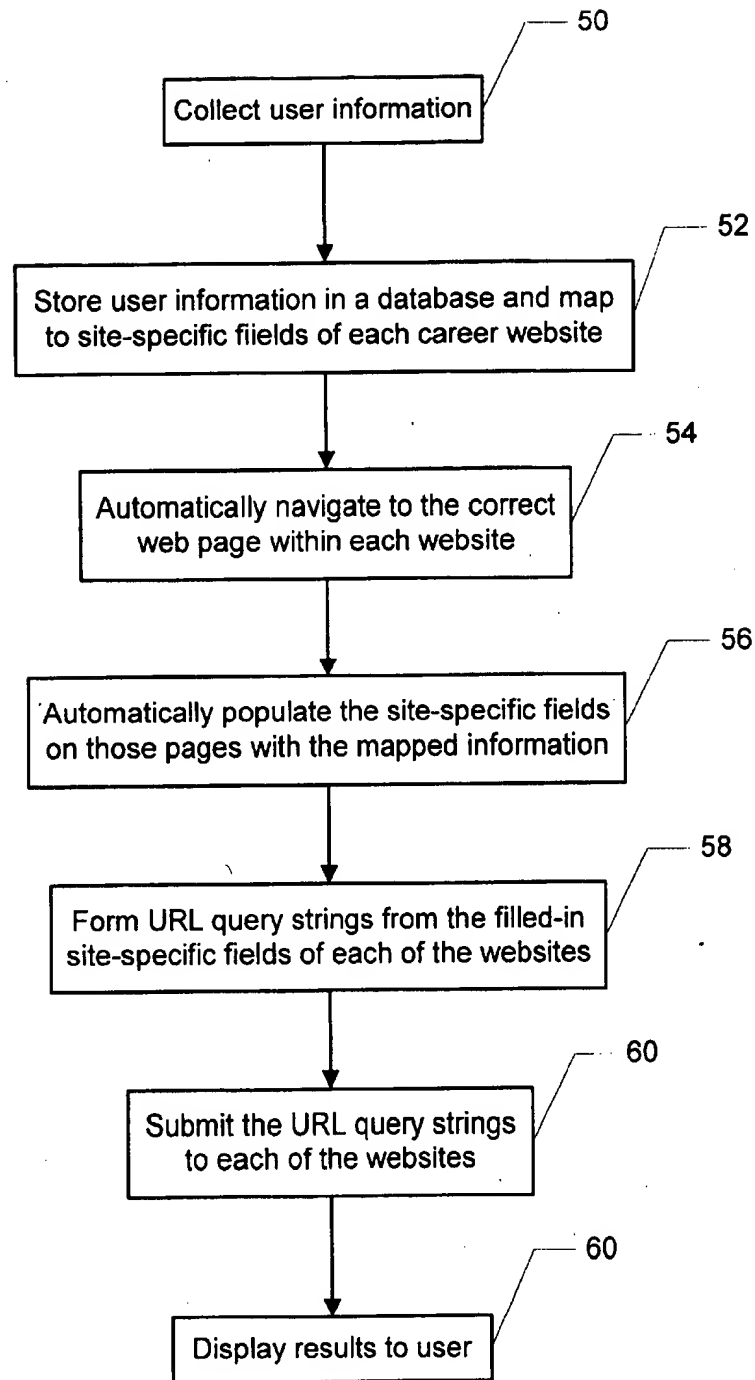 50
Collect user information
52
Store user information in a database and map
to site-specific fiields of each career website
54
Automatically navigate to the correct
web page within each website
56
Automatically populate the site-specific fields
on those pages with the mapped information
58
Form URL query strings from the filled-in
site-specific fields of each of the websites
60
Submit the URL query strings
to each of the websites
60
Display results to user